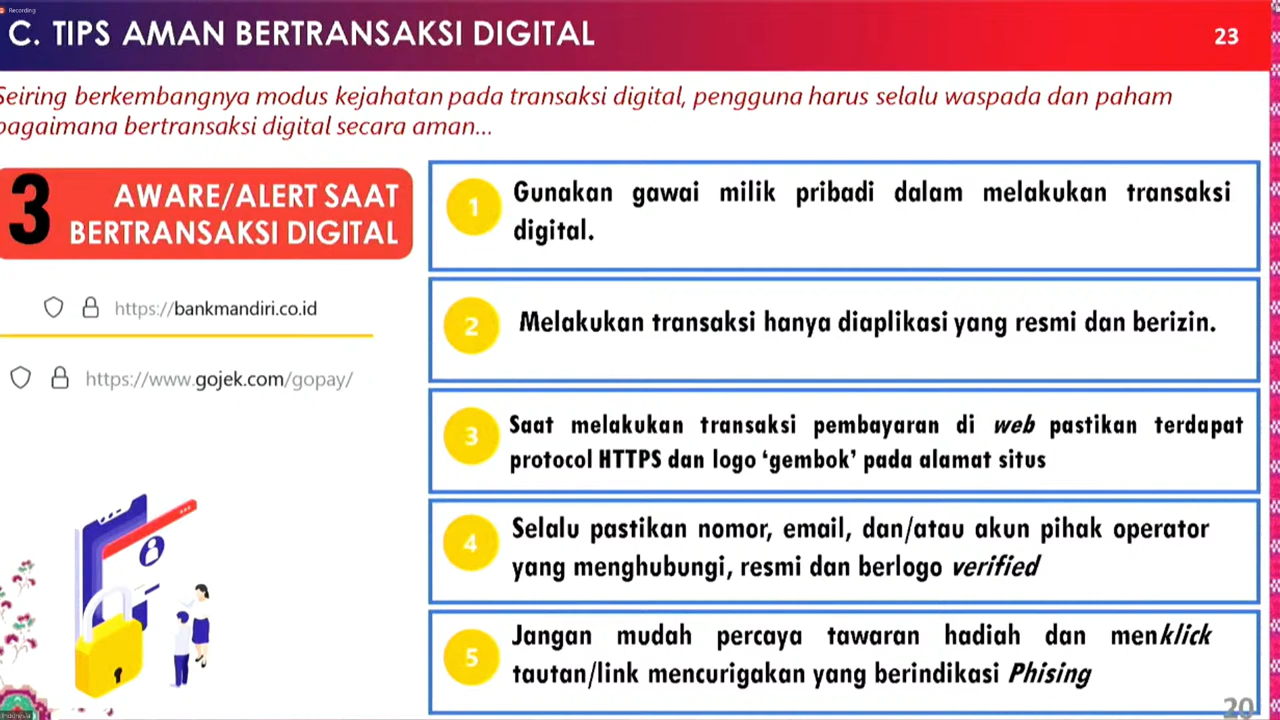 Recording
C. TIPS AMAN BERTRANSAKSI DIGITAL
23
Seiring berkembangnya modus kejahatan pada transaksi digital, pengguna harus selalu waspada dan paham
bagaimana bertransaksi digital secara aman...
3
AWARE/ALERT SAAT
BERTRANSAKSI DIGITAL
https://bankmandiri.co.id
https://www.gojek.com/gopay/
1
Gunakan gawai milik pribadi dalam melakukan transaksi
digital.
2
Melakukan transaksi hanya diaplikasi yang resmi dan berizin.
3
Saat melakukan transaksi pembayaran di web pastikan terdapat
protocol HTTPS dan logo ‘gembok’ pada alamat situs
4
Selalu pastikan nomor, email, dan/atau akun pihak operator
yang menghubungi, resmi dan berlogo verified
5
Jangan mudah percaya tawaran hadiah dan menklick
tautan/link mencurigakan yang berindikasi Phising
20
Indonesia